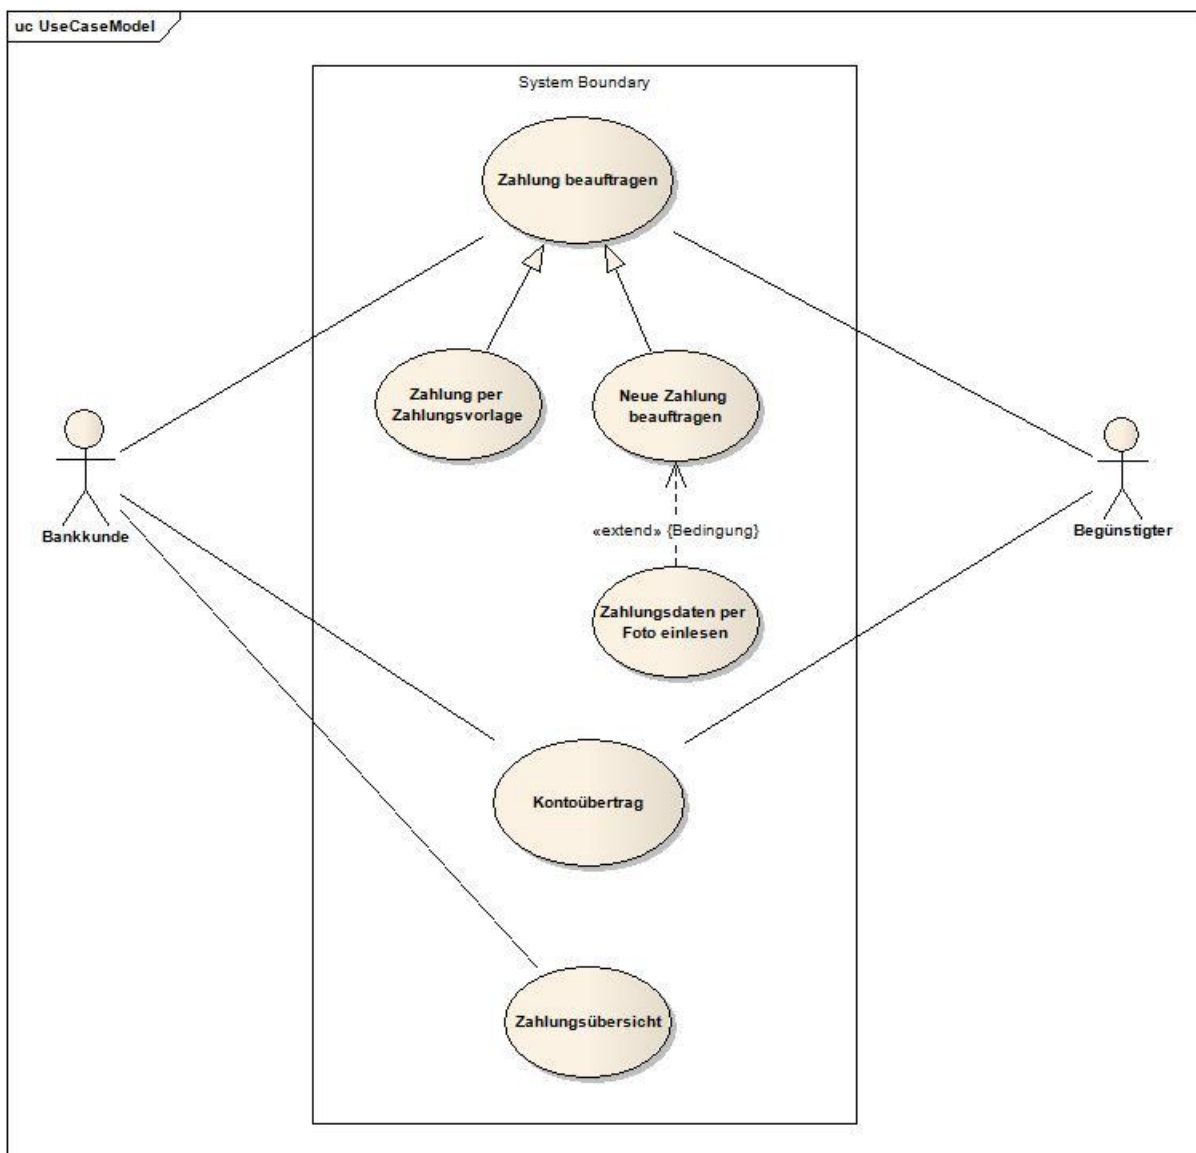 uc UseCaseModel
System Boundary
Zahlung beauftragen
Zahlung per
Zahlungsvorlage
Neue Zahlung
beauftragen
Bankkunde
«extend» {Bedingung}
Begünstigter
Zahlungsdaten per
Foto einlesen
Kontoübertrag
Zahlungsübersicht